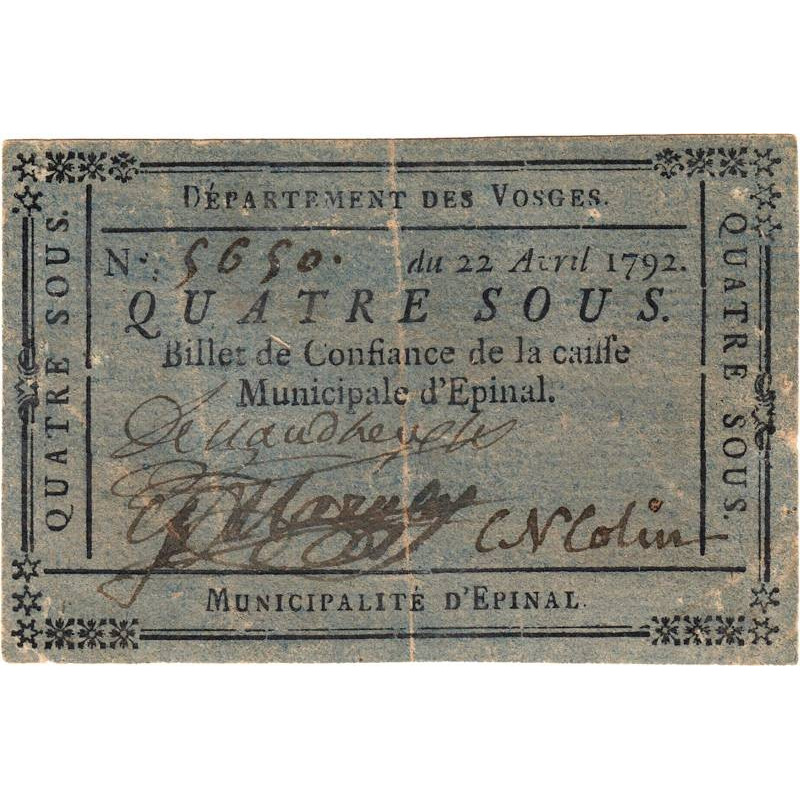 DÉPARTEMENT DES VOSGES.
QUATRE SOUS.
N°. 5650. du 22 Avril 1792.
QUATRE SOUS.
Billet de Confiance de la caisse
Municipale d'Epinal.
CNColin
MUNICIPALITÉ D'EPINAL.
QUATRE SOUS.